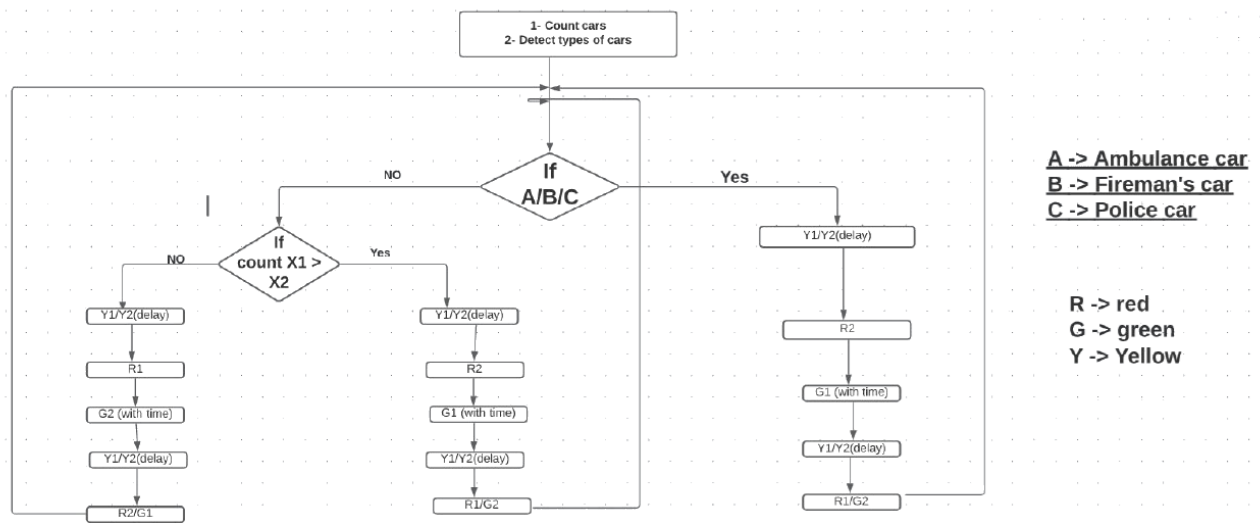 1- Count cars
2- Detect types of cars
If
A/B/C
NO
Yes
If
count X1 >
X2
NO
Yes
Y1/Y2(delay)
R1
G2 (with time)
Y1/Y2(delay)
R2/G1
Y1/Y2(delay)
R2
G1 (with time)
Y1/Y2(delay)
R1/G2
Y1/Y2(delay)
R2
G1 (with time)
Y1/Y2(delay)
R1/G2
A -> Ambulance car
B -> Fireman's car
C -> Police car
R -> red
G -> green
Y -> Yellow